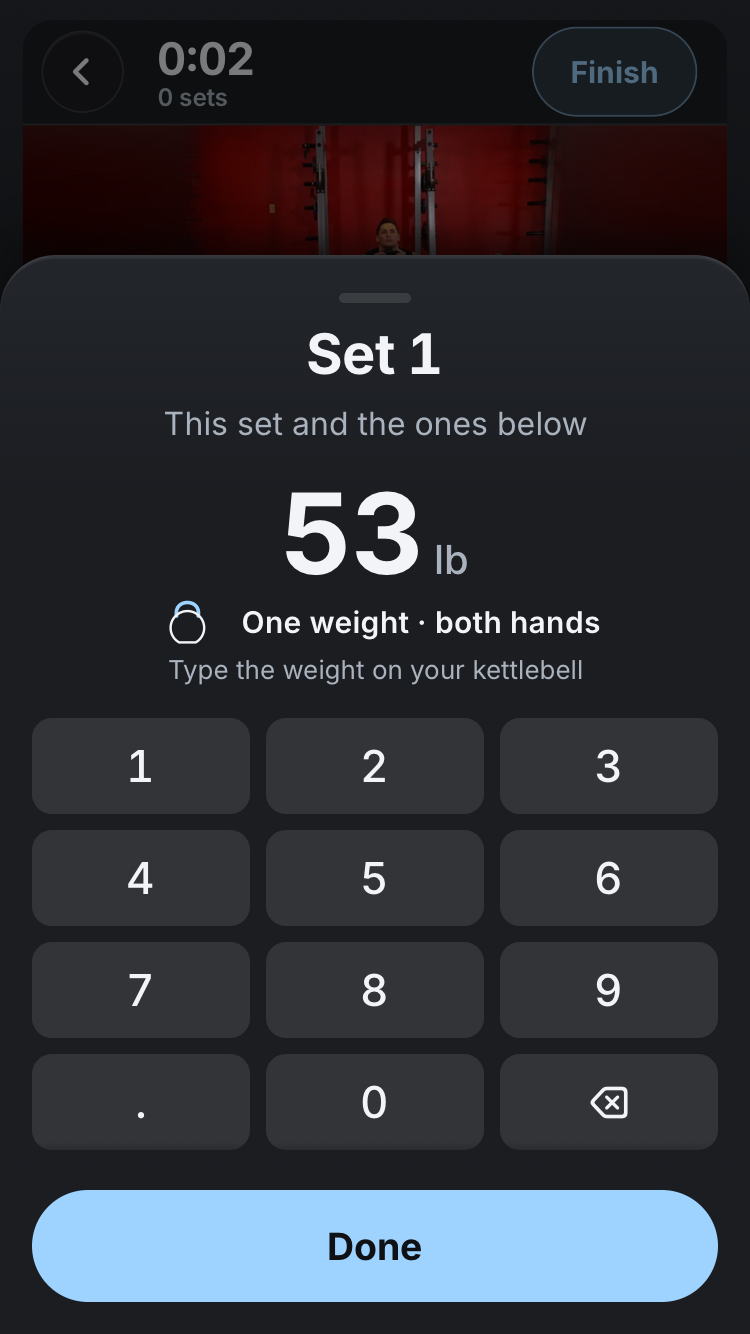 0:02
0 sets
Finish
Set 1
This set and the ones below
53 lb
One weight · both hands
Type the weight on your kettlebell
1 2 3
4 5 6
7 8 9
. 0
Done